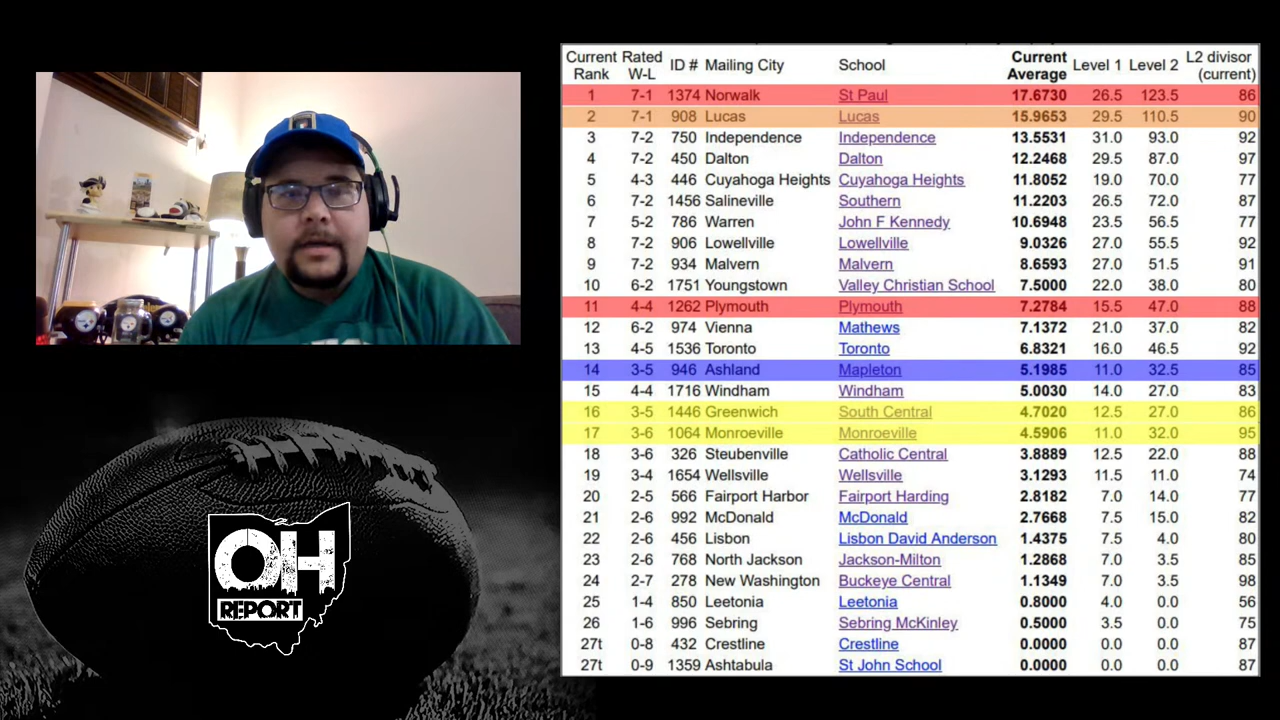 Current Rank Rated W-L ID # Mailing City School Current Average Level 1 Level 2 L2 divisor (current)
1 7-1 1374 Norwalk St Paul 17.6730 26.5 123.5 86
2 7-1 908 Lucas Lucas 15.9653 29.5 110.5 90
3 7-2 750 Independence Independence 13.5531 31.0 93.0 92
4 7-2 450 Dalton Dalton 12.2468 29.5 87.0 97
5 4-3 446 Cuyahoga Heights Cuyahoga Heights 11.8052 19.0 70.0 77
6 7-2 1456 Salineville Southern 11.2203 26.5 72.0 87
7 5-2 786 Warren John F Kennedy 10.6948 23.5 56.5 77
8 7-2 906 Lowellville Lowellville 9.0326 27.0 55.5 92
9 7-2 934 Malvern Malvern 8.6593 27.0 51.5 91
10 6-2 1751 Youngstown Valley Christian School 7.5000 22.0 38.0 80
11 4-4 1262 Plymouth Plymouth 7.2784 15.5 47.0 88
12 6-2 974 Vienna Mathews 7.1372 21.0 37.0 82
13 4-5 1536 Toronto Toronto 6.8321 16.0 46.5 92
14 3-5 946 Ashland Mapleton 5.1985 11.0 32.5 85
15 4-4 1716 Windham Windham 5.0030 14.0 27.0 83
16 3-5 1446 Greenwich South Central 4.7020 12.5 27.0 86
17 3-6 1064 Monroeville Monroeville 4.5906 11.0 32.0 95
18 3-6 326 Steubenville Catholic Central 3.8889 12.5 22.0 88
19 3-4 1654 Wellsville Wellsville 3.1293 11.5 11.0 74
20 2-5 566 Fairport Harbor Fairport Harding 2.8182 7.0 14.0 77
21 2-6 992 McDonald McDonald 2.7668 7.5 15.0 82
22 2-6 456 Lisbon Lisbon David Anderson 1.4375 7.5 4.0 80
23 2-6 768 North Jackson Jackson-Milton 1.2868 7.0 3.5 85
24 2-7 278 New Washington Buckeye Central 1.1349 7.0 3.5 98
25 1-4 850 Leetonia Leetonia 0.8000 4.0 0.0 56
26 1-6 996 Sebring Sebring McKinley 0.5000 3.5 0.0 75
27t 0-8 432 Crestline Crestline 0.0000 0.0 0.0 87
27t 0-9 1359 Ashtabula St John School 0.0000 0.0 0.0 87
OH
REPORT